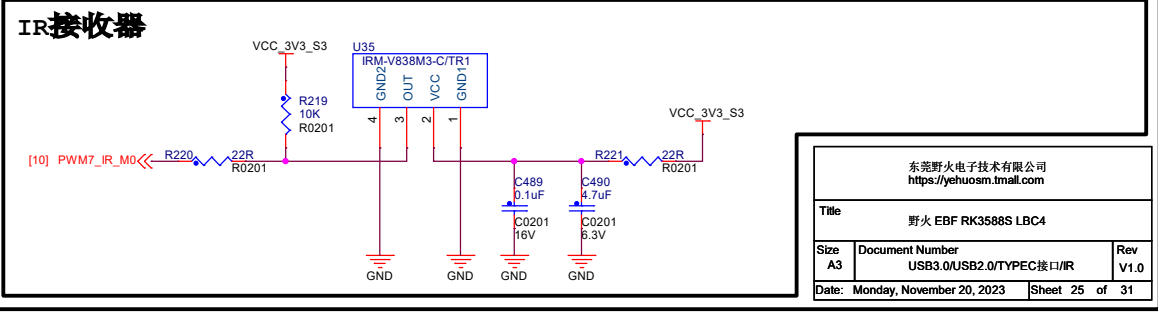 IR接收器
VCC_3V3_S3
U35
IRM-V838M3-C/TR1
GND2
OUT
VCC
GND1
4
3
2
1
R219
10K
R0201
VCC_3V3_S3
[10] PWM7_IR_M0
R220
22R
R0201
R221
22R
R0201
C489
0.1uF
C0201
16V
C490
4.7uF
C0201
6.3V
GND
GND
GND
GND
东莞野火电子技术有限公司
https://yehuosm.tmall.com
Title
野火 EBF RK3588S LBC4
Size
A3
Document Number
USB3.0/USB2.0/TYPEC接口/IR
Rev
V1.0
Date: Monday, November 20, 2023
Sheet 25 of 31